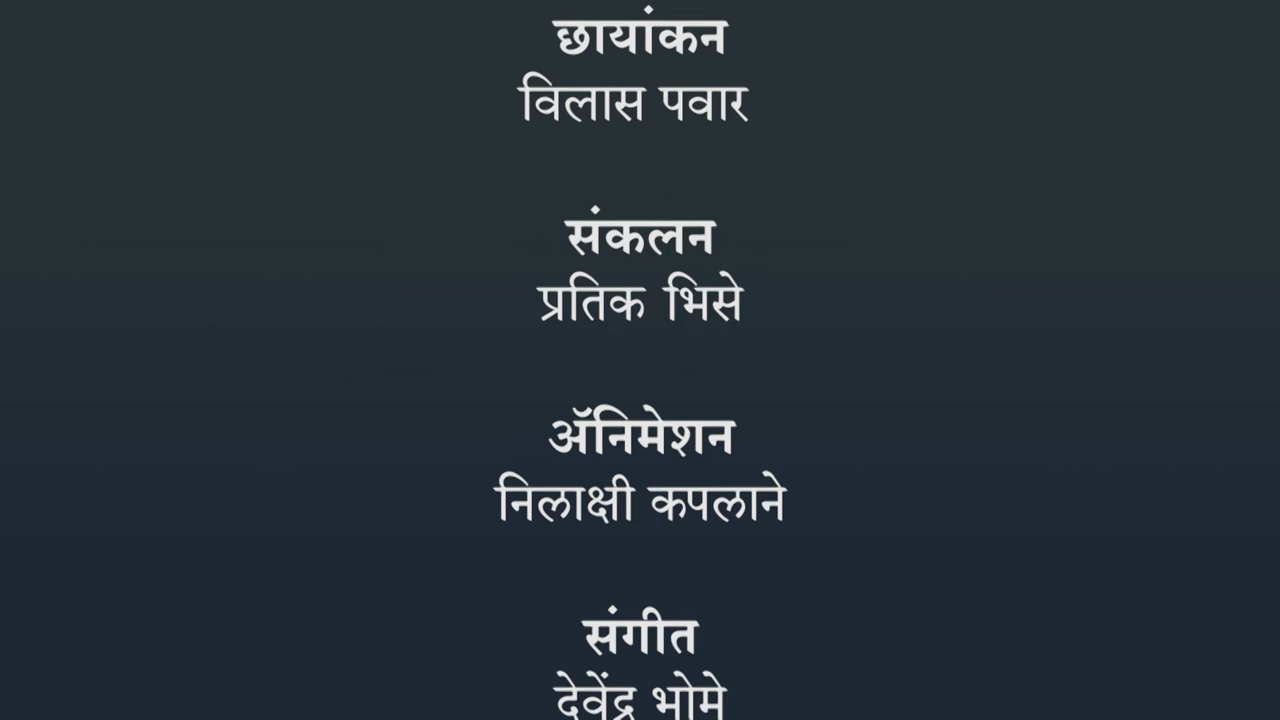 छायांकन
विलास पवार
संकलन
प्रतिक भिसे
ॲनिमेशन
निलाक्षी कपलाने
संगीत
देवेंद्र भोमे